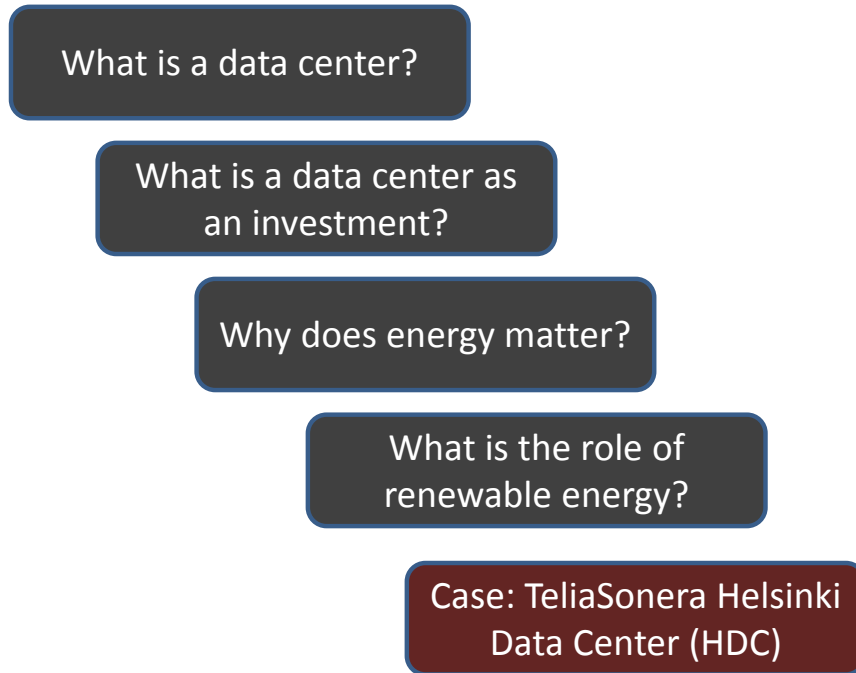 What is a data center?
What is a data center as
an investment?
Why does energy matter?
What is the role of
renewable energy?
Case: TeliaSonera Helsinki
Data Center (HDC)